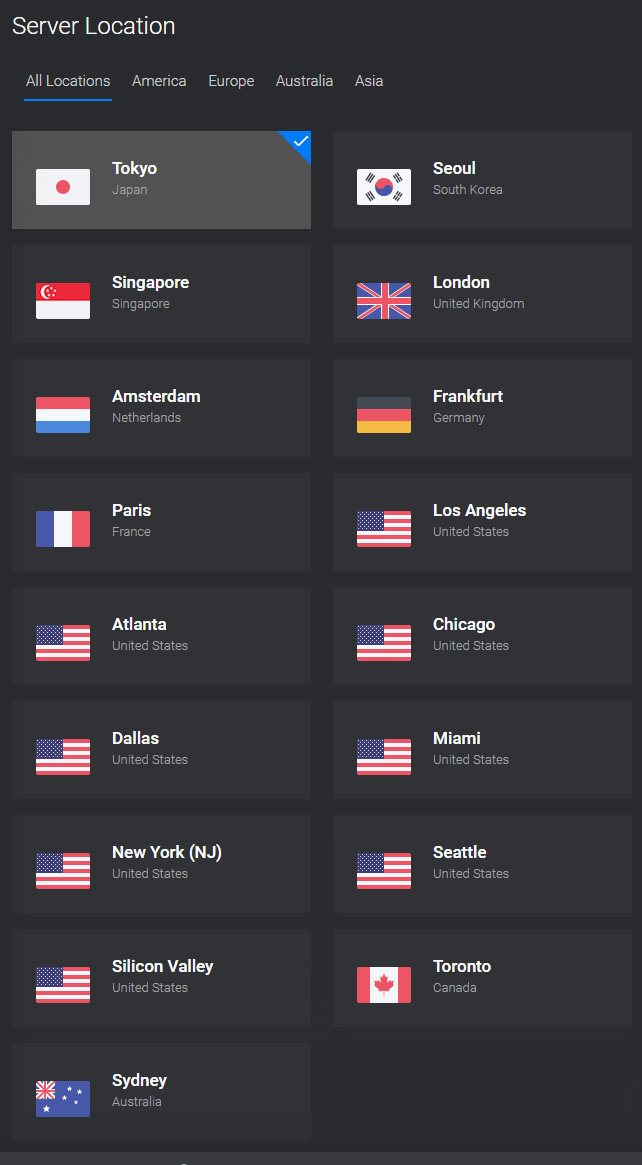 Server Location
All Locations America Europe Australia Asia
Tokyo
Japan
Seoul
South Korea
Singapore
Singapore
London
United Kingdom
Amsterdam
Netherlands
Frankfurt
Germany
Paris
France
Los Angeles
United States
Atlanta
United States
Chicago
United States
Dallas
United States
Miami
United States
New York (NJ)
United States
Seattle
United States
Silicon Valley
United States
Toronto
Canada
Sydney
Australia